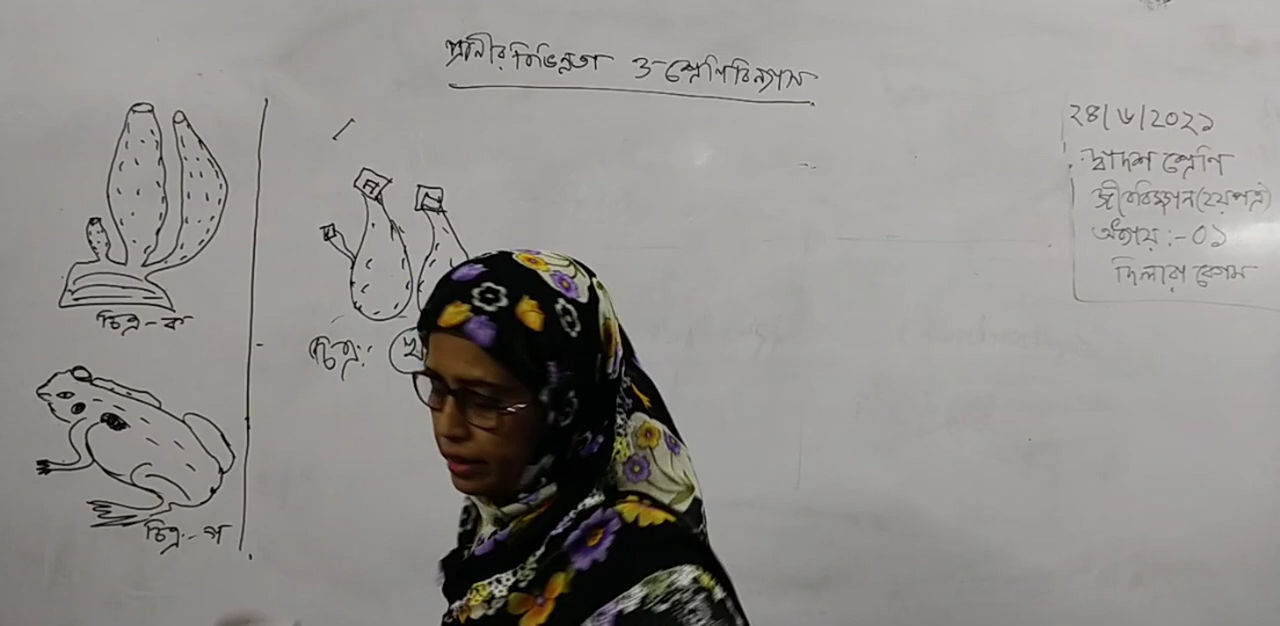 প্রাণীর বিভিন্নতা ও শ্রেণিবিন্যাস
২৪/৬/২০২১
দ্বাদশ শ্রেণি
জীববিজ্ঞান (২য়পত্র)
অধ্যায় :- ০১
দিলারা বেগম
চিত্র - ক
চিত্র: খ
চিত্র:- গ